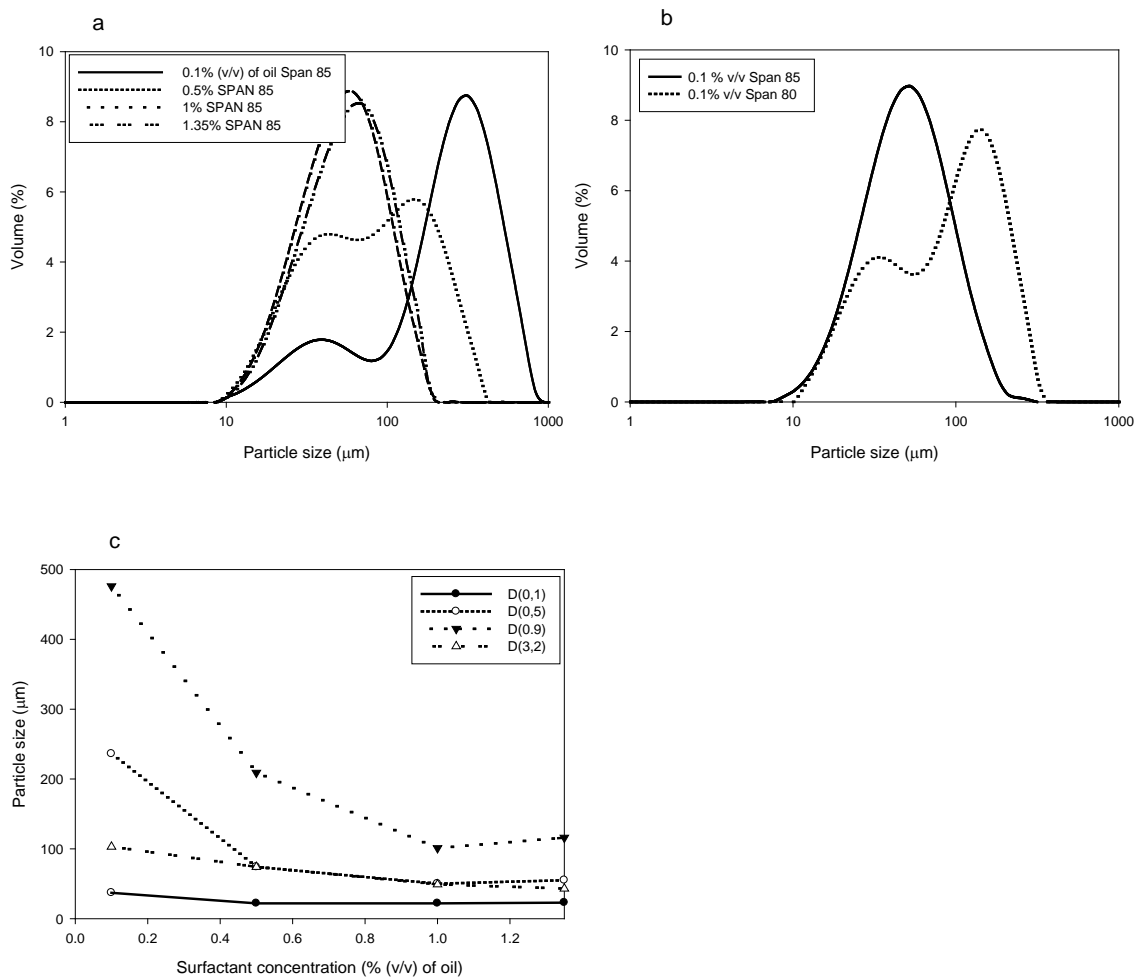 a
10
8
6
4
2
0
Volume (%)
0.1% (v/v) of oil Span 85
0.5% SPAN 85
1% SPAN 85
1.35% SPAN 85
1 10 100 1000
Particle size (μm)
b
10
8
6
4
2
0
Volume (%)
0.1 % v/v Span 85
0.1% v/v Span 80
1 10 100 1000
Particle size (μm)
c
500
400
300
200
100
0
Particle size (μm)
D(0,1)
D(0,5)
D(0.9)
D(3,2)
0.0 0.2 0.4 0.6 0.8 1.0 1.2
Surfactant concentration (% (v/v) of oil)